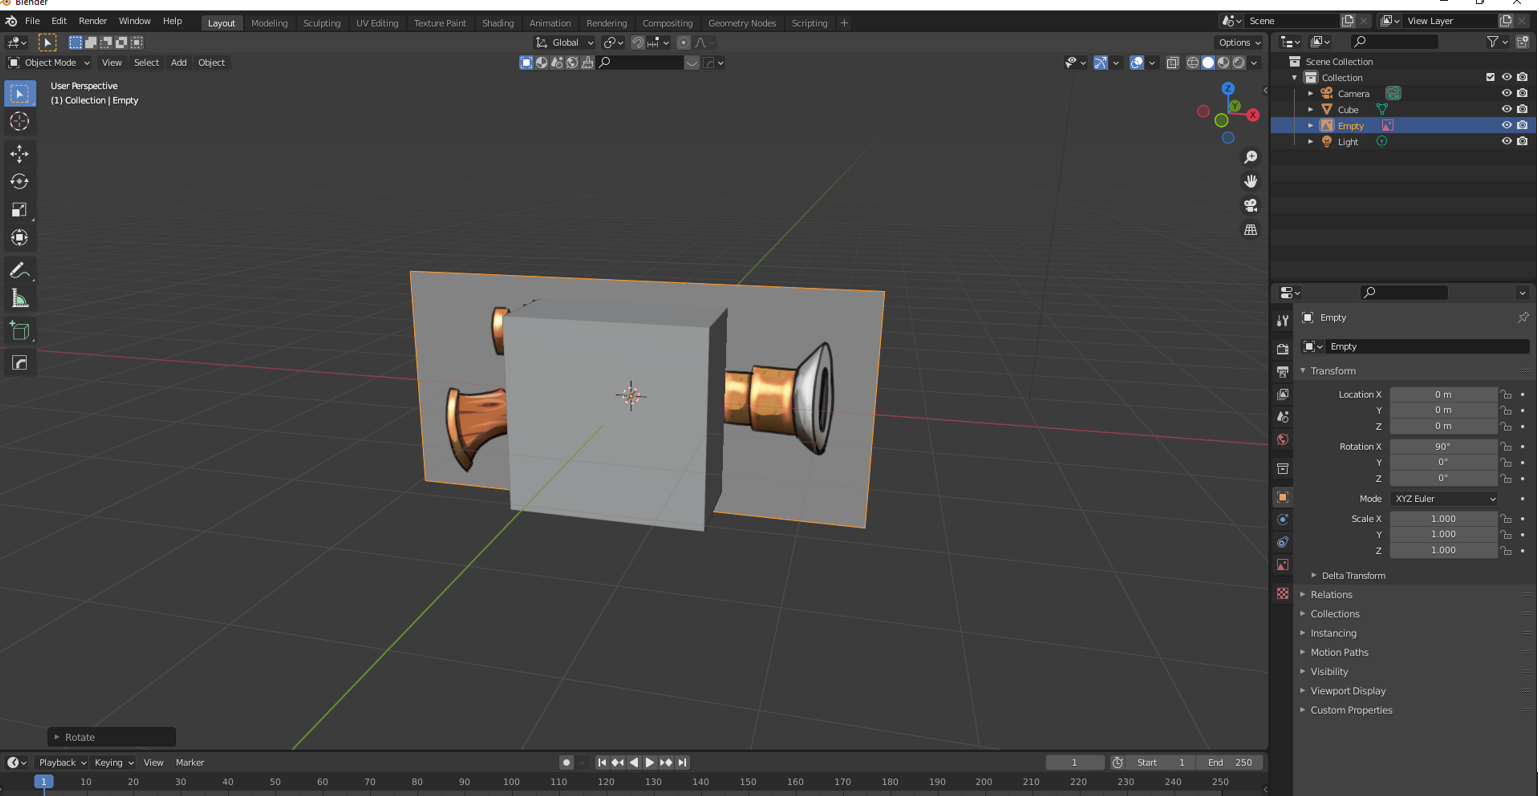 Blender
File Edit Render Window Help Layout Modeling Sculpting UV Editing Texture Paint Shading Animation Rendering Compositing Geometry Nodes Scripting + Scene View Layer
Global Options
Object Mode View Select Add Object
User Perspective
(1) Collection | Empty
Z
Y
X
Scene Collection
Collection
Camera
Cube
Empty
Light
Empty
Empty
Transform
Location X 0 m
Y 0 m
Z 0 m
Rotation X 90°
Y 0°
Z 0°
Mode XYZ Euler
Scale X 1.000
Y 1.000
Z 1.000
Delta Transform
Relations
Collections
Instancing
Motion Paths
Visibility
Viewport Display
Custom Properties
Rotate
Playback Keying View Marker 1 Start 1 End 250
1 10 20 30 40 50 60 70 80 90 100 110 120 130 140 150 160 170 180 190 200 210 220 230 240 250